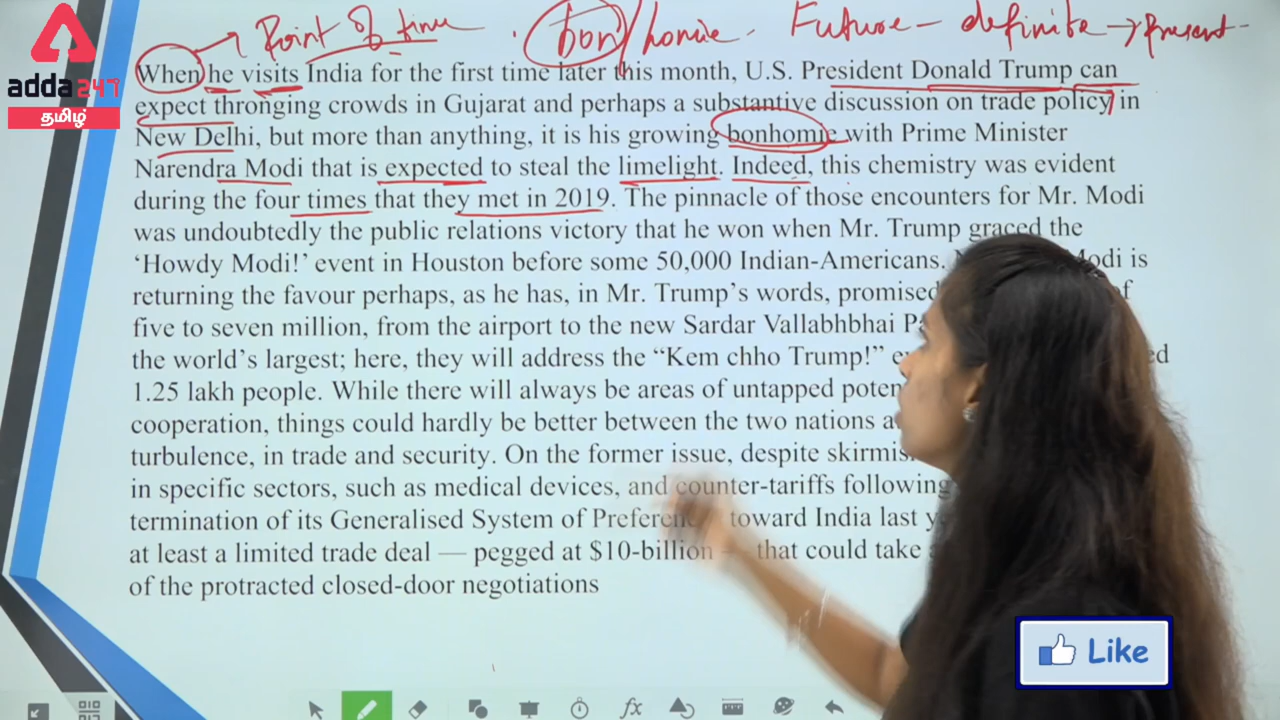 Point Of time . bon/homie. Future - definite → Present -
adda247
தமிழ்
When he visits India for the first time later this month, U.S. President Donald Trump can
expect thronging crowds in Gujarat and perhaps a substantive discussion on trade policy in
New Delhi, but more than anything, it is his growing bonhomie with Prime Minister
Narendra Modi that is expected to steal the limelight. Indeed, this chemistry was evident
during the four times that they met in 2019. The pinnacle of those encounters for Mr. Modi
was undoubtedly the public relations victory that he won when Mr. Trump graced the
‘Howdy Modi!’ event in Houston before some 50,000 Indian-Americans. Modi is
returning the favour perhaps, as he has, in Mr. Trump’s words, promised of
five to seven million, from the airport to the new Sardar Vallabhbhai
the world’s largest; here, they will address the “Kem chho Trump!”
1.25 lakh people. While there will always be areas of untapped
cooperation, things could hardly be better between the two nations
turbulence, in trade and security. On the former issue, despite
in specific sectors, such as medical devices, and counter-tariffs following
termination of its Generalised System of toward India last
at least a limited trade deal — pegged at $10-billion — that could take
of the protracted closed-door negotiations
Like